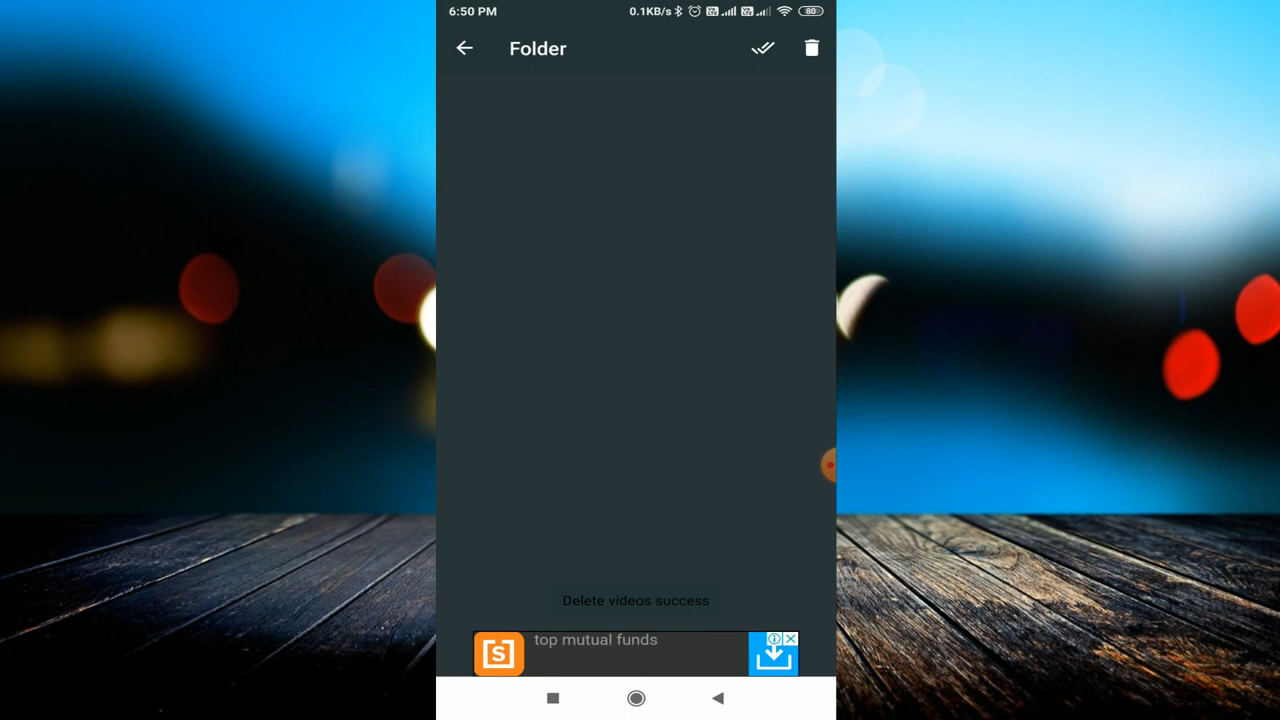 6:50 PM 0.1KB/s 80
Folder
Delete videos success
top mutual funds
S